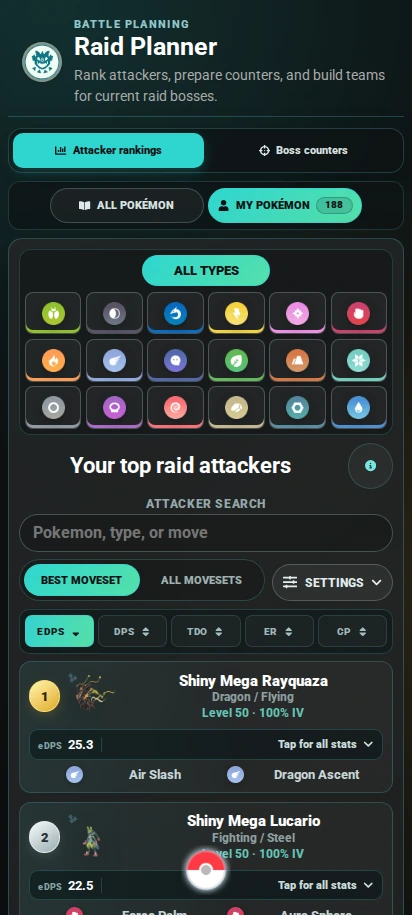 BATTLE PLANNING
Raid Planner
Rank attackers, prepare counters, and build teams
for current raid bosses.
Attacker rankings
Boss counters
ALL POKÉMON
MY POKÉMON 188
ALL TYPES
Your top raid attackers
ATTACKER SEARCH
Pokemon, type, or move
BEST MOVESET
ALL MOVESETS
SETTINGS
EDPS
DPS
TDO
ER
CP
1
Shiny Mega Rayquaza
Dragon / Flying
Level 50 · 100% IV
eDPS 25.3
Tap for all stats
Air Slash
Dragon Ascent
2
Shiny Mega Lucario
Fighting / Steel
Level 50 · 100% IV
eDPS 22.5
Tap for all stats
Force Palm
Aura Sphere